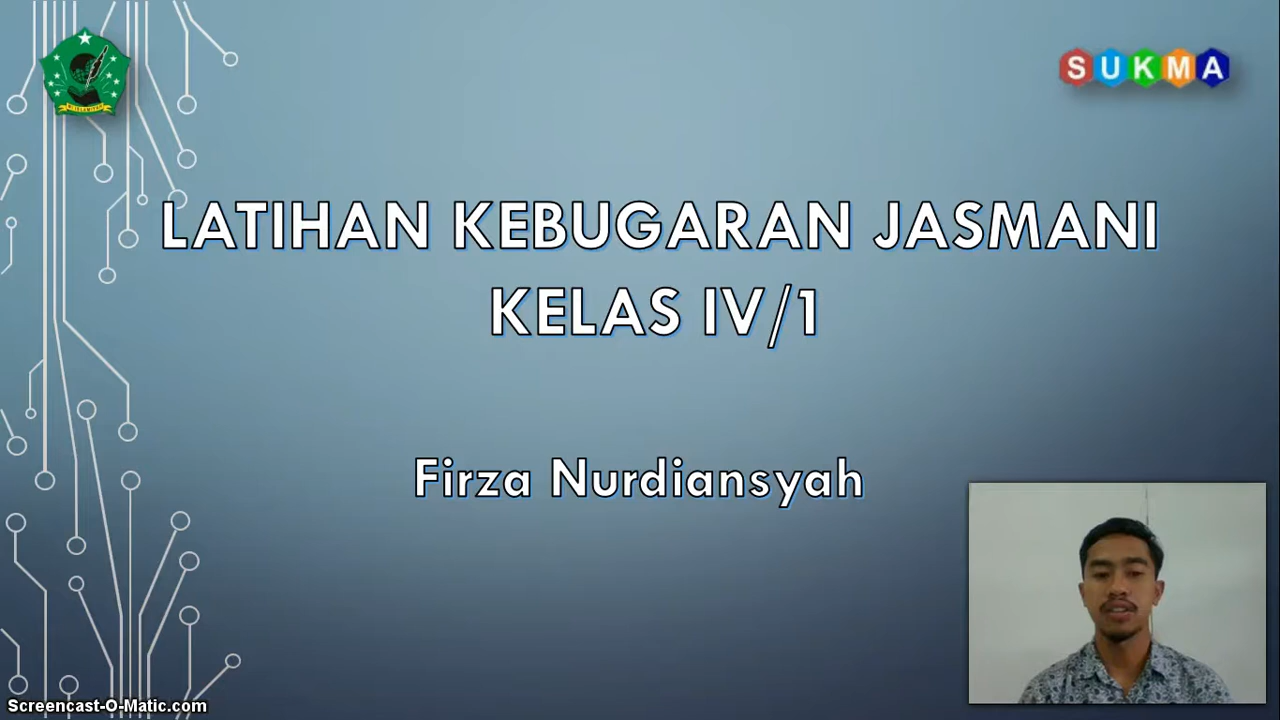 SUKMA
LATIHAN KEBUGARAN JASMANI
KELAS IV/1
Firza Nurdiansyah
Screencast-O-Matic.com